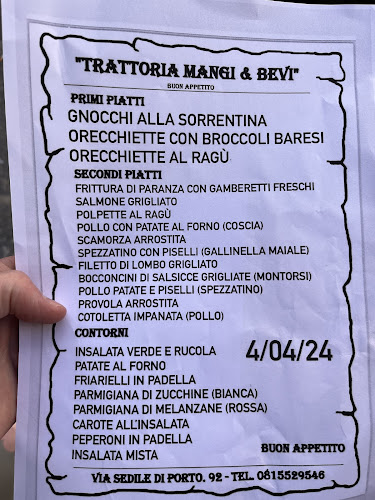 "TRATTORIA MANGI & BEVI"
BUON APPETITO
PRIMI PIATTI
GNOCCHI ALLA SORRENTINA
ORECCHIETTE CON BROCCOLI BARESI
ORECCHIETTE AL RAGÙ
SECONDI PIATTI
FRITTURA DI PARANZA CON GAMBERETTI FRESCHI
SALMONE GRIGLIATO
POLPETTE AL RAGÙ
POLLO CON PATATE AL FORNO (COSCIA)
SCAMORZA ARROSTITA
SPEZZATINO CON PISELLI (GALLINELLA MAIALE)
FILETTO DI LOMBO GRIGLIATO
BOCCONCINI DI SALSICCE GRIGLIATE (MONTORSI)
POLLO PATATE E PISELLI (SPEZZATINO)
PROVOLA ARROSTITA
COTOLETTA IMPANATA (POLLO)
CONTORNI
INSALATA VERDE E RUCOLA
4/04/24
PATATE AL FORNO
FRIARIELLI IN PADELLA
PARMIGIANA DI ZUCCHINE (BIANCA)
PARMIGIANA DI MELANZANE (ROSSA)
CAROTE ALL'INSALATA
PEPERONI IN PADELLA
INSALATA MISTA
BUON APPETITO
VIA SEDILE DI PORTO. 92 - TEL. 0815529546